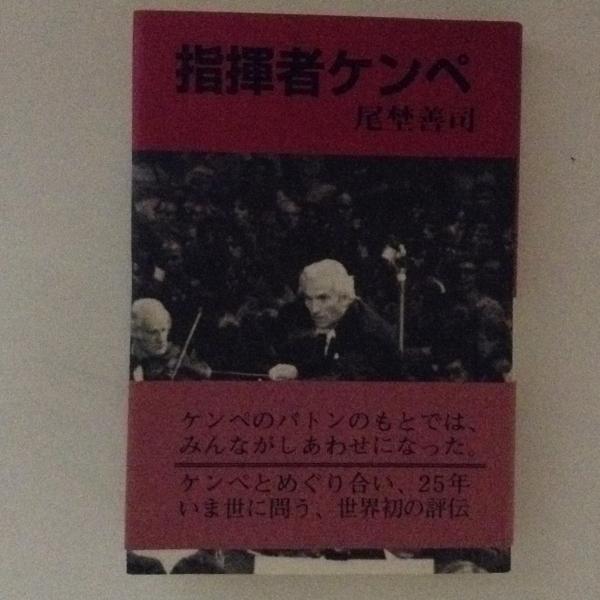 指揮者ケンペ
尾埜善司
ケンペのバトンのもとでは、
みんながしあわせになった。
ケンペとめぐり合い、25年
いま世に問う、世界初の評伝